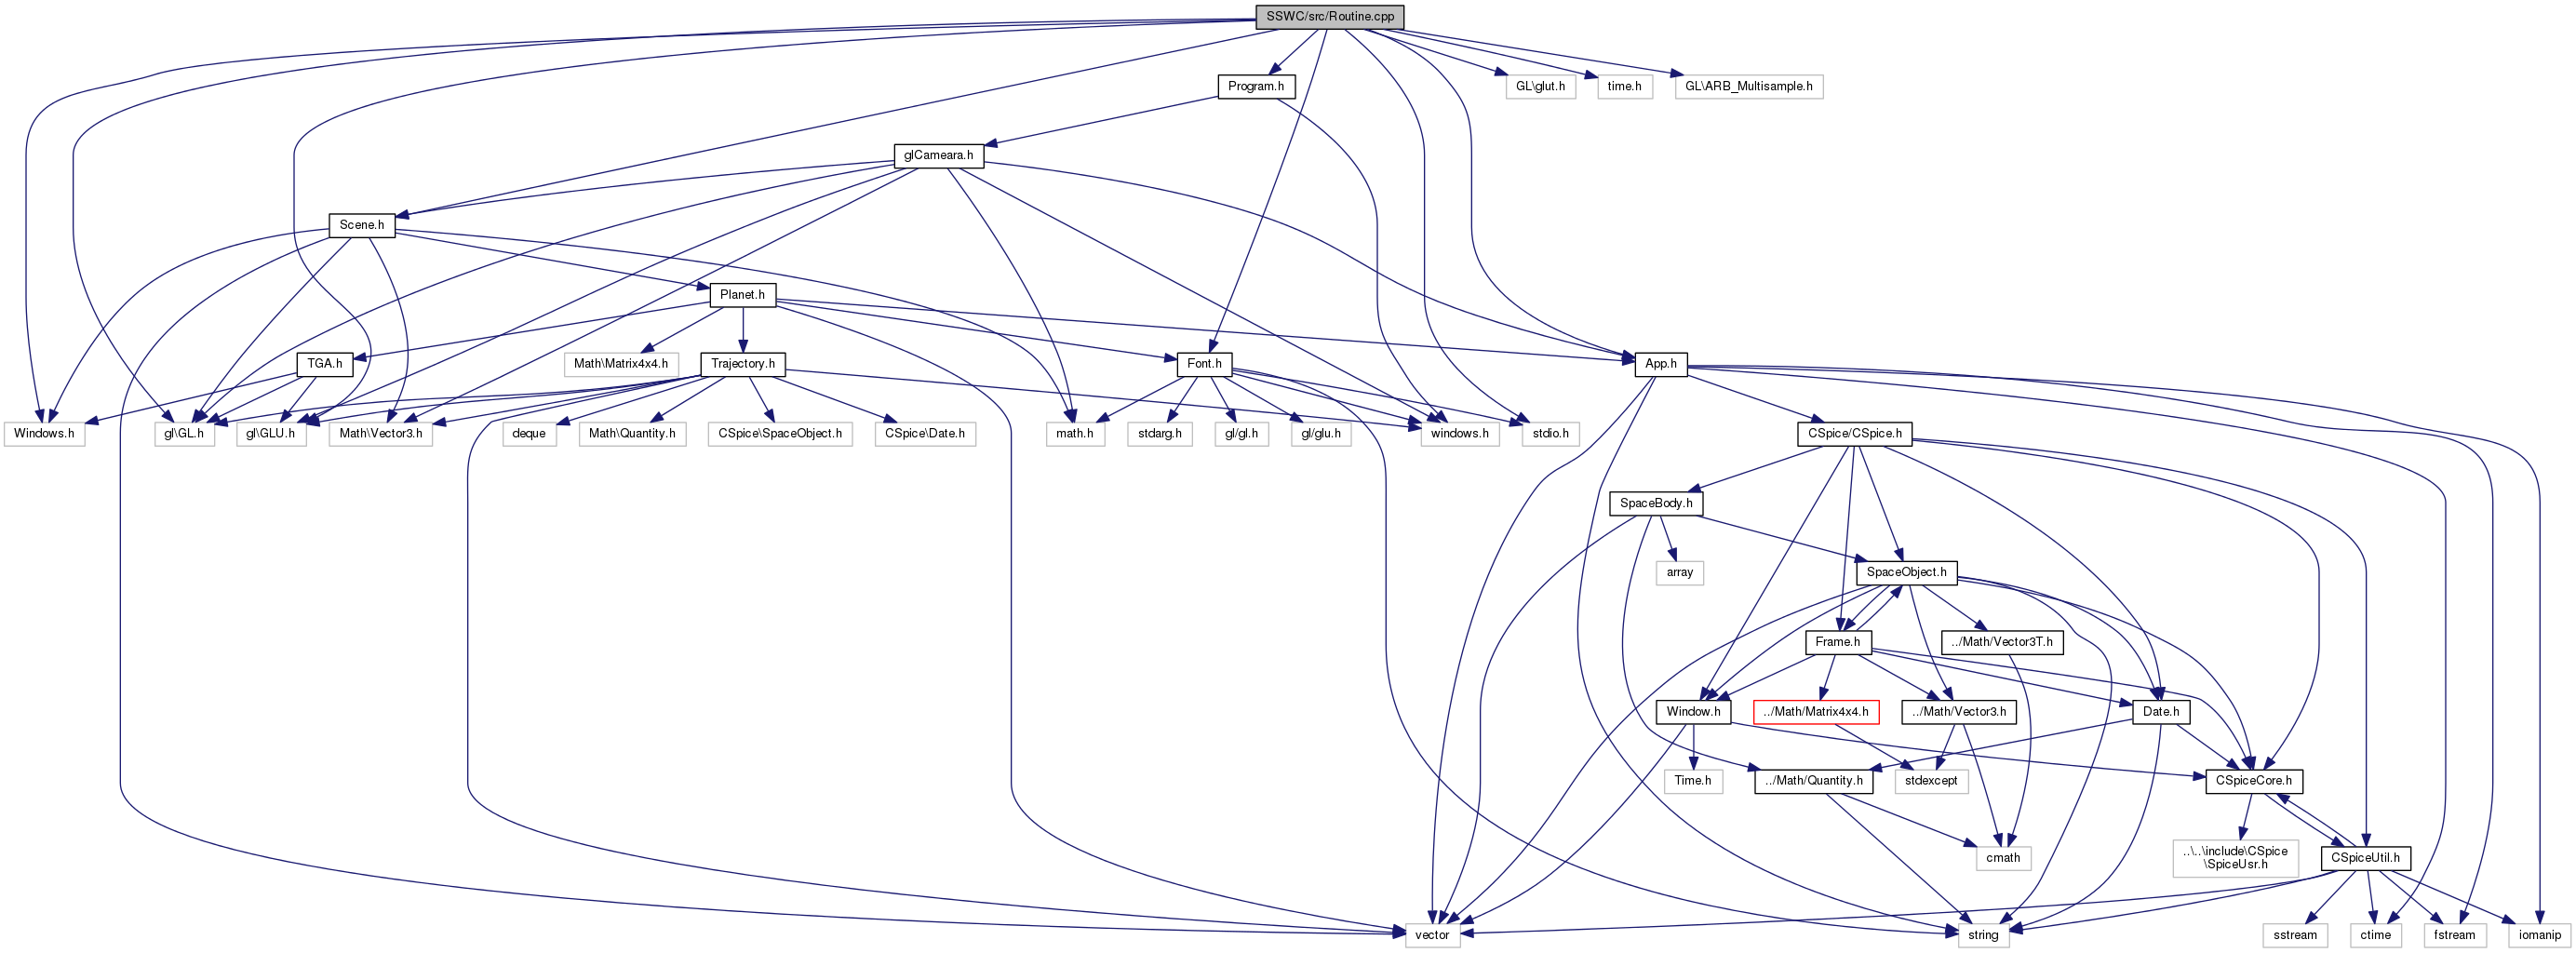 SSWC/src/Routine.cpp
Program.h
GL\glut.h
time.h
GL\ARB_Multisample.h
glCameara.h
Scene.h
Planet.h
TGA.h
Math\Matrix4x4.h
Trajectory.h
Font.h
App.h
Windows.h
gl\GL.h
gl\GLU.h
Math\Vector3.h
deque
Math\Quantity.h
CSpice\SpaceObject.h
CSpice\Date.h
math.h
stdarg.h
gl/gl.h
gl/glu.h
windows.h
stdio.h
CSpice/CSpice.h
SpaceBody.h
array
SpaceObject.h
Frame.h
../Math/Vector3T.h
Window.h
../Math/Matrix4x4.h
../Math/Vector3.h
Date.h
Time.h
../Math/Quantity.h
stdexcept
CSpiceCore.h
cmath
..\..\include\CSpice
\SpiceUsr.h
CSpiceUtil.h
vector
string
sstream
ctime
fstream
iomanip